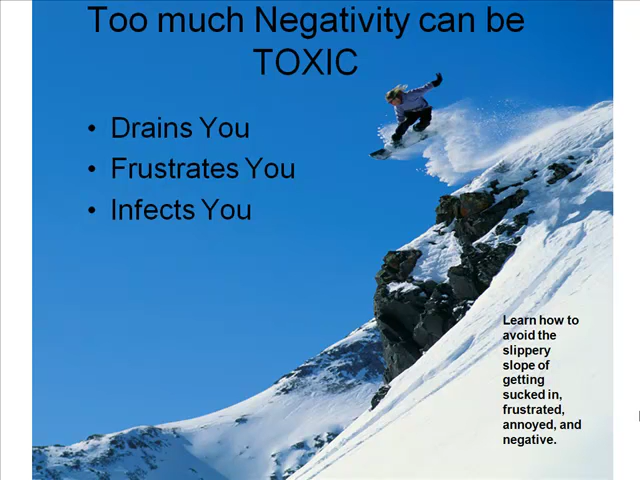 Too much Negativity can be
TOXIC
• Drains You
• Frustrates You
• Infects You
Learn how to
avoid the
slippery
slope of
getting
sucked in,
frustrated,
annoyed, and
negative.